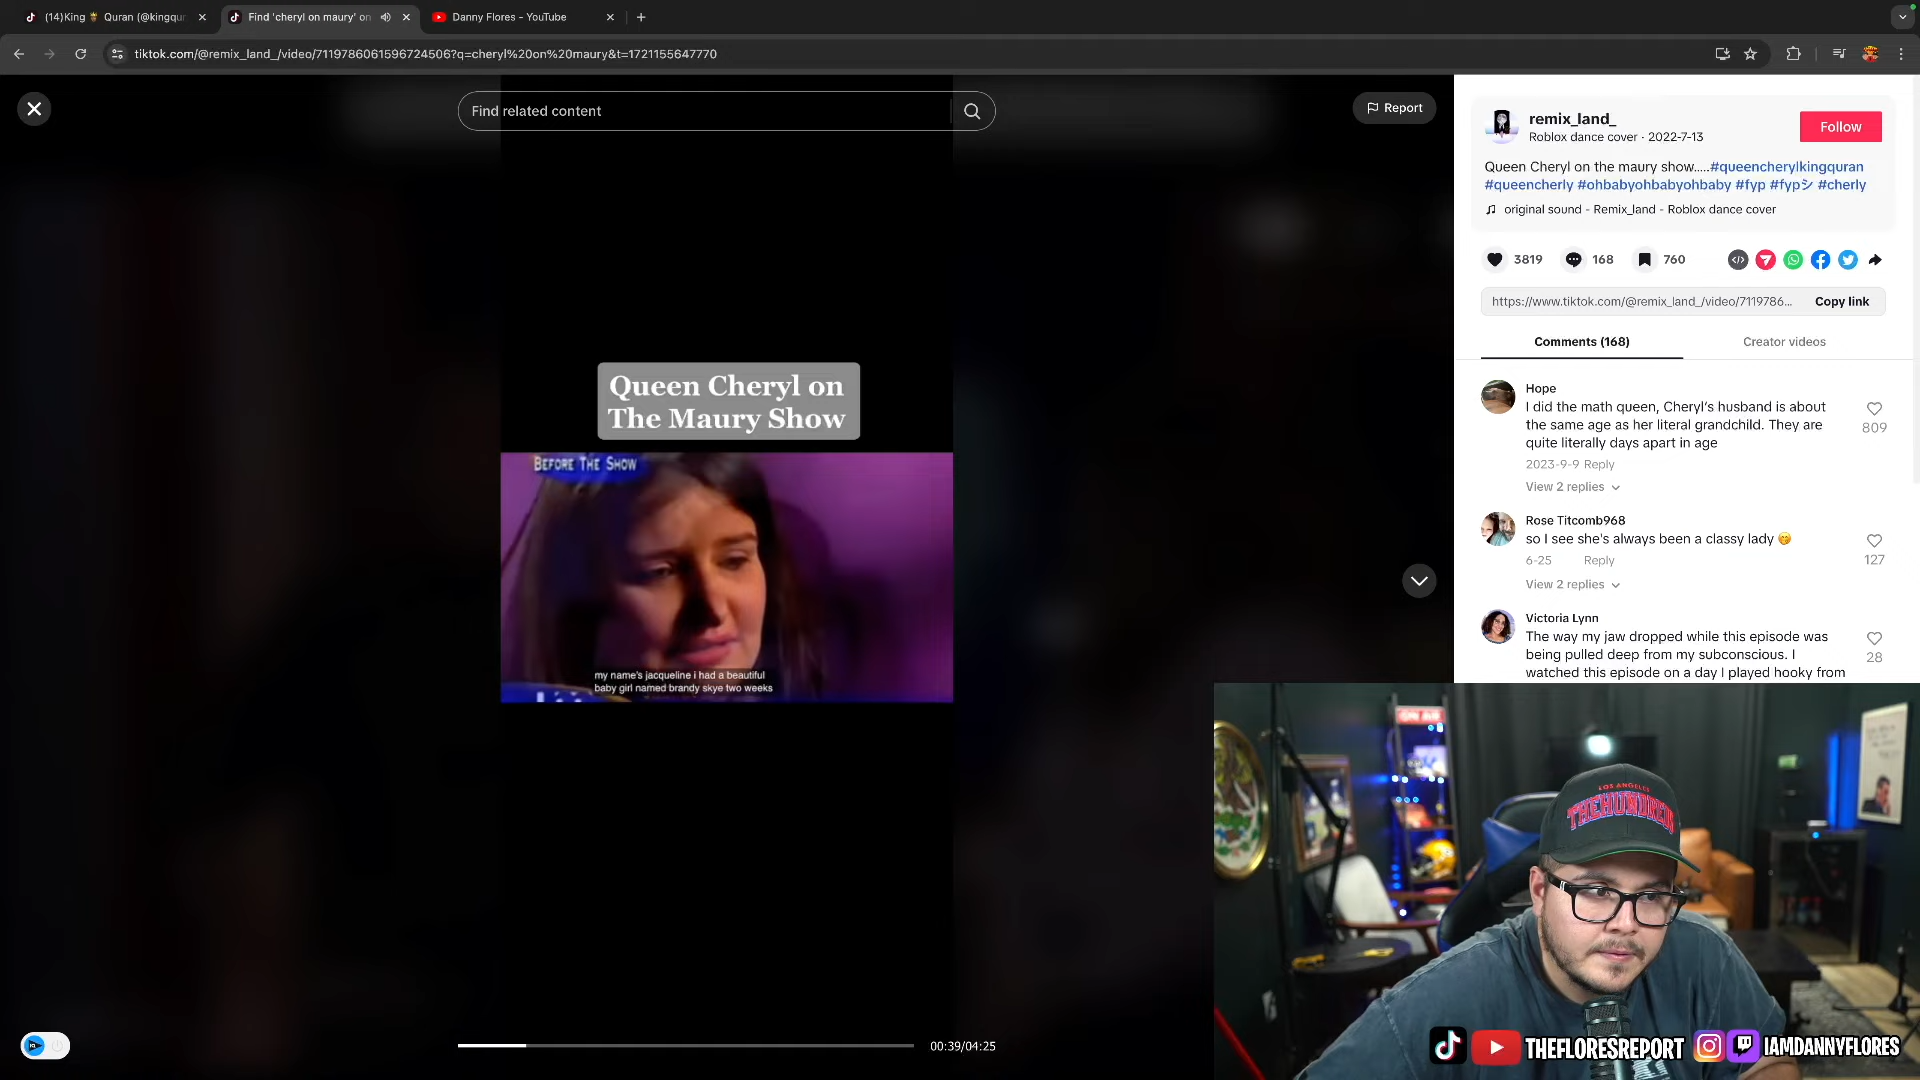 (14)King Quran (@kingqur
Find 'cheryl on maury' on
Danny Flores - YouTube
tiktok.com/@remix_land_/video/7119786061596724506?q=cheryl%20on%20maury&t=1721155647770
Find related content
Report
remix_land_
Roblox dance cover · 2022-7-13
Follow
Queen Cheryl on the maury show.....#queencherylkingquran
#queencherly #ohbabyohbabyohbaby #fyp #fypシ #cherly
original sound - Remix_land - Roblox dance cover
3819
168
760
https://www.tiktok.com/@remix_land_/video/7119786...
Copy link
Comments (168)
Creator videos
Hope
I did the math queen, Cheryl's husband is about
the same age as her literal grandchild. They are
quite literally days apart in age
809
2023-9-9 Reply
View 2 replies
Rose Titcomb968
so I see she's always been a classy lady 🤭
127
6-25 Reply
View 2 replies
Victoria Lynn
The way my jaw dropped while this episode was
being pulled deep from my subconscious. I
watched this episode on a day I played hooky from
28
Queen Cheryl on
The Maury Show
BEFORE THE SHOW
my name's jacqueline i had a beautiful
baby girl named brandy skye two weeks
00:39/04:25
ON AIR
LOS ANGELES
THEHUNDREDS
THEFLORESREPORT
IAMDANNYFLORES